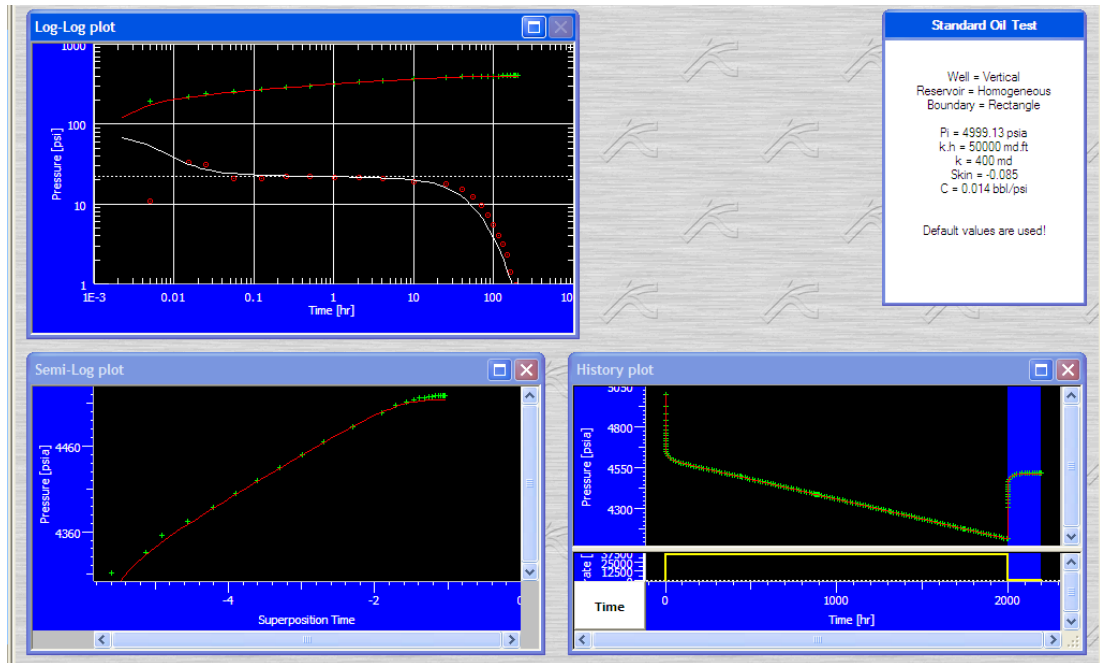 Log-Log plot
1000
100
10
1
Pressure [psi]
1E-3
0.01
0.1
1
10
100
10
Time [hr]
Standard Oil Test
Well = Vertical
Reservoir = Homogeneous
Boundary = Rectangle
Pi = 4999.13 psia
k.h = 50000 md.ft
k = 400 md
Skin = -0.085
C = 0.014 bbl/psi
Default values are used!
Semi-Log plot
4460
4360
Pressure [psia]
-4
-2
0
Superposition Time
History plot
5050
4800
4550
4300
Pressure [psia]
37500
25000
12500
Time
0
1000
2000
Time [hr]